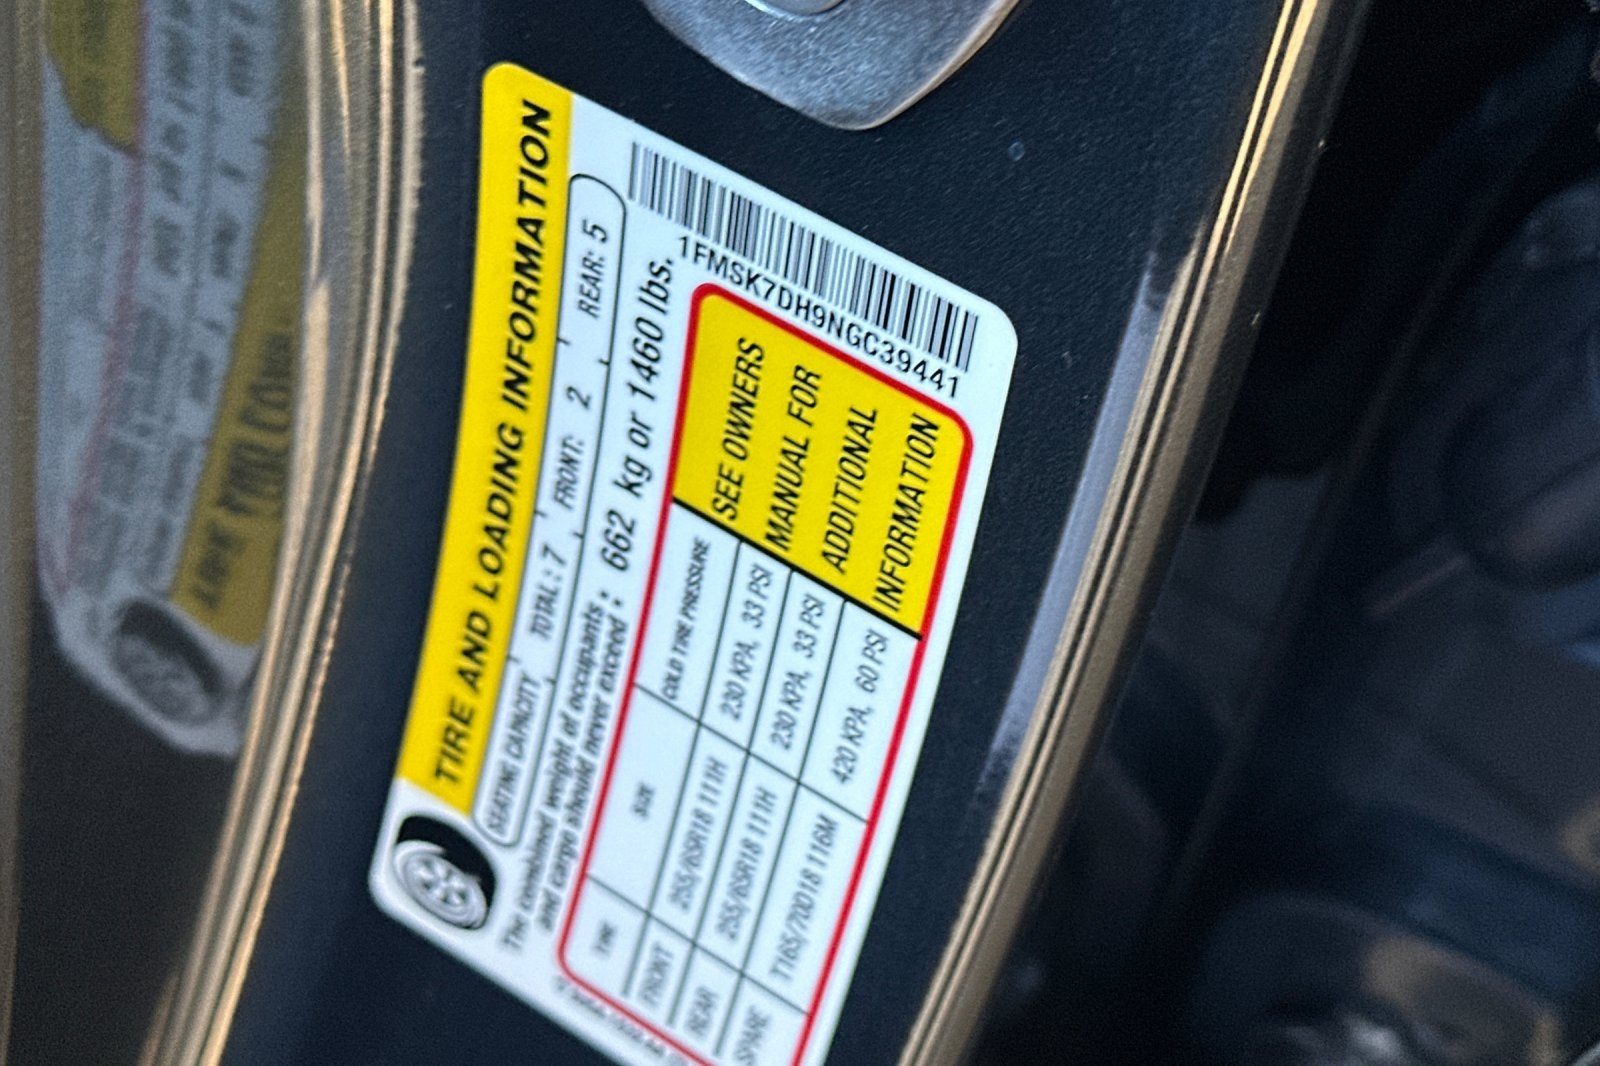 TIRE AND LOADING INFORMATION
SEATING CAPACITY TOTAL: 7 FRONT: 2 REAR: 5
The combined weight of occupants
and cargo should never exceed : 662 kg or 1460 lbs.
1FMSK7DH9NGC39441
TIRE SIZE COLD TIRE PRESSURE
FRONT 255/65R18 111H 230 KPA, 33 PSI
REAR 255/65R18 111H 230 KPA, 33 PSI
SPARE T165/70D18 116M 420 KPA, 60 PSI
SEE OWNERS
MANUAL FOR
ADDITIONAL
INFORMATION